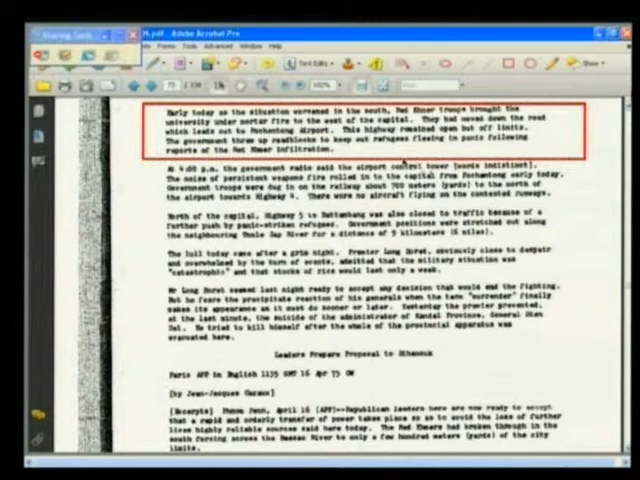 Adobe Acrobat Pro
Forms Tools Advanced Window Help
Text Edits
Show
Early today as the situation worsened in the south, Red Khmer troops brought the
university under mortar fire to the west of the capital. They had moved down the road
which leads out to Pochentong Airport. This highway remained open but off limits.
The government threw up roadblocks to keep out refugees fleeing in panic following
reports of the Red Khmer infiltration.
At 4:00 p.m. the government radio said the airport control tower [words indistinct].
The noise of persistent weapons fire rolled in to the capital from Pochentong early today.
Government troops were dug in on the railway about 700 meters (yards) to the north of
the airport towards Highway 4. There were no aircraft flying on the contested runways.
North of the capital, Highway 5 to Battambang was also closed to traffic because of a
further push by panic-striken refugees. Government positions were stretched out along
the neighbouring Tonle Sap River for a distance of 9 kilometers (6 miles).
The lull today came after a grim night. Premier Long Boret, obviously close to despair
and overwhelmed by the turn of events, admitted that the military situation was
"catastrophic" and that stocks of rice would last only a week.
Mr Long Boret seemed last night ready to accept any decision that would end the fighting.
But he fears the precipitate reaction of his generals when the term "surrender" finally
makes its appearance as it must do sooner or later. Yesterday the premier prevented,
at the last minute, the suicide of the administrator of Kandal Province, General Dien
Del. He tried to kill himself after the whole of the provincial apparatus was
evacuated here.
Leaders Prepare Proposal to Sihanouk
Paris AFP in English 1135 GMT 16 Apr 75 OW
[by Jean-Jacques Cazaux]
[Excerpts] Phnom Penh, April 16 (AFP)--Republican leaders here are now ready to accept
that a rapid and orderly transfer of power takes place so as to avoid the loss of further
lives highly reliable sources said here today. The Red Khmers had broken through in the
south forcing across the Bassac River to only a few hundred meters (yards) of the city
limits.